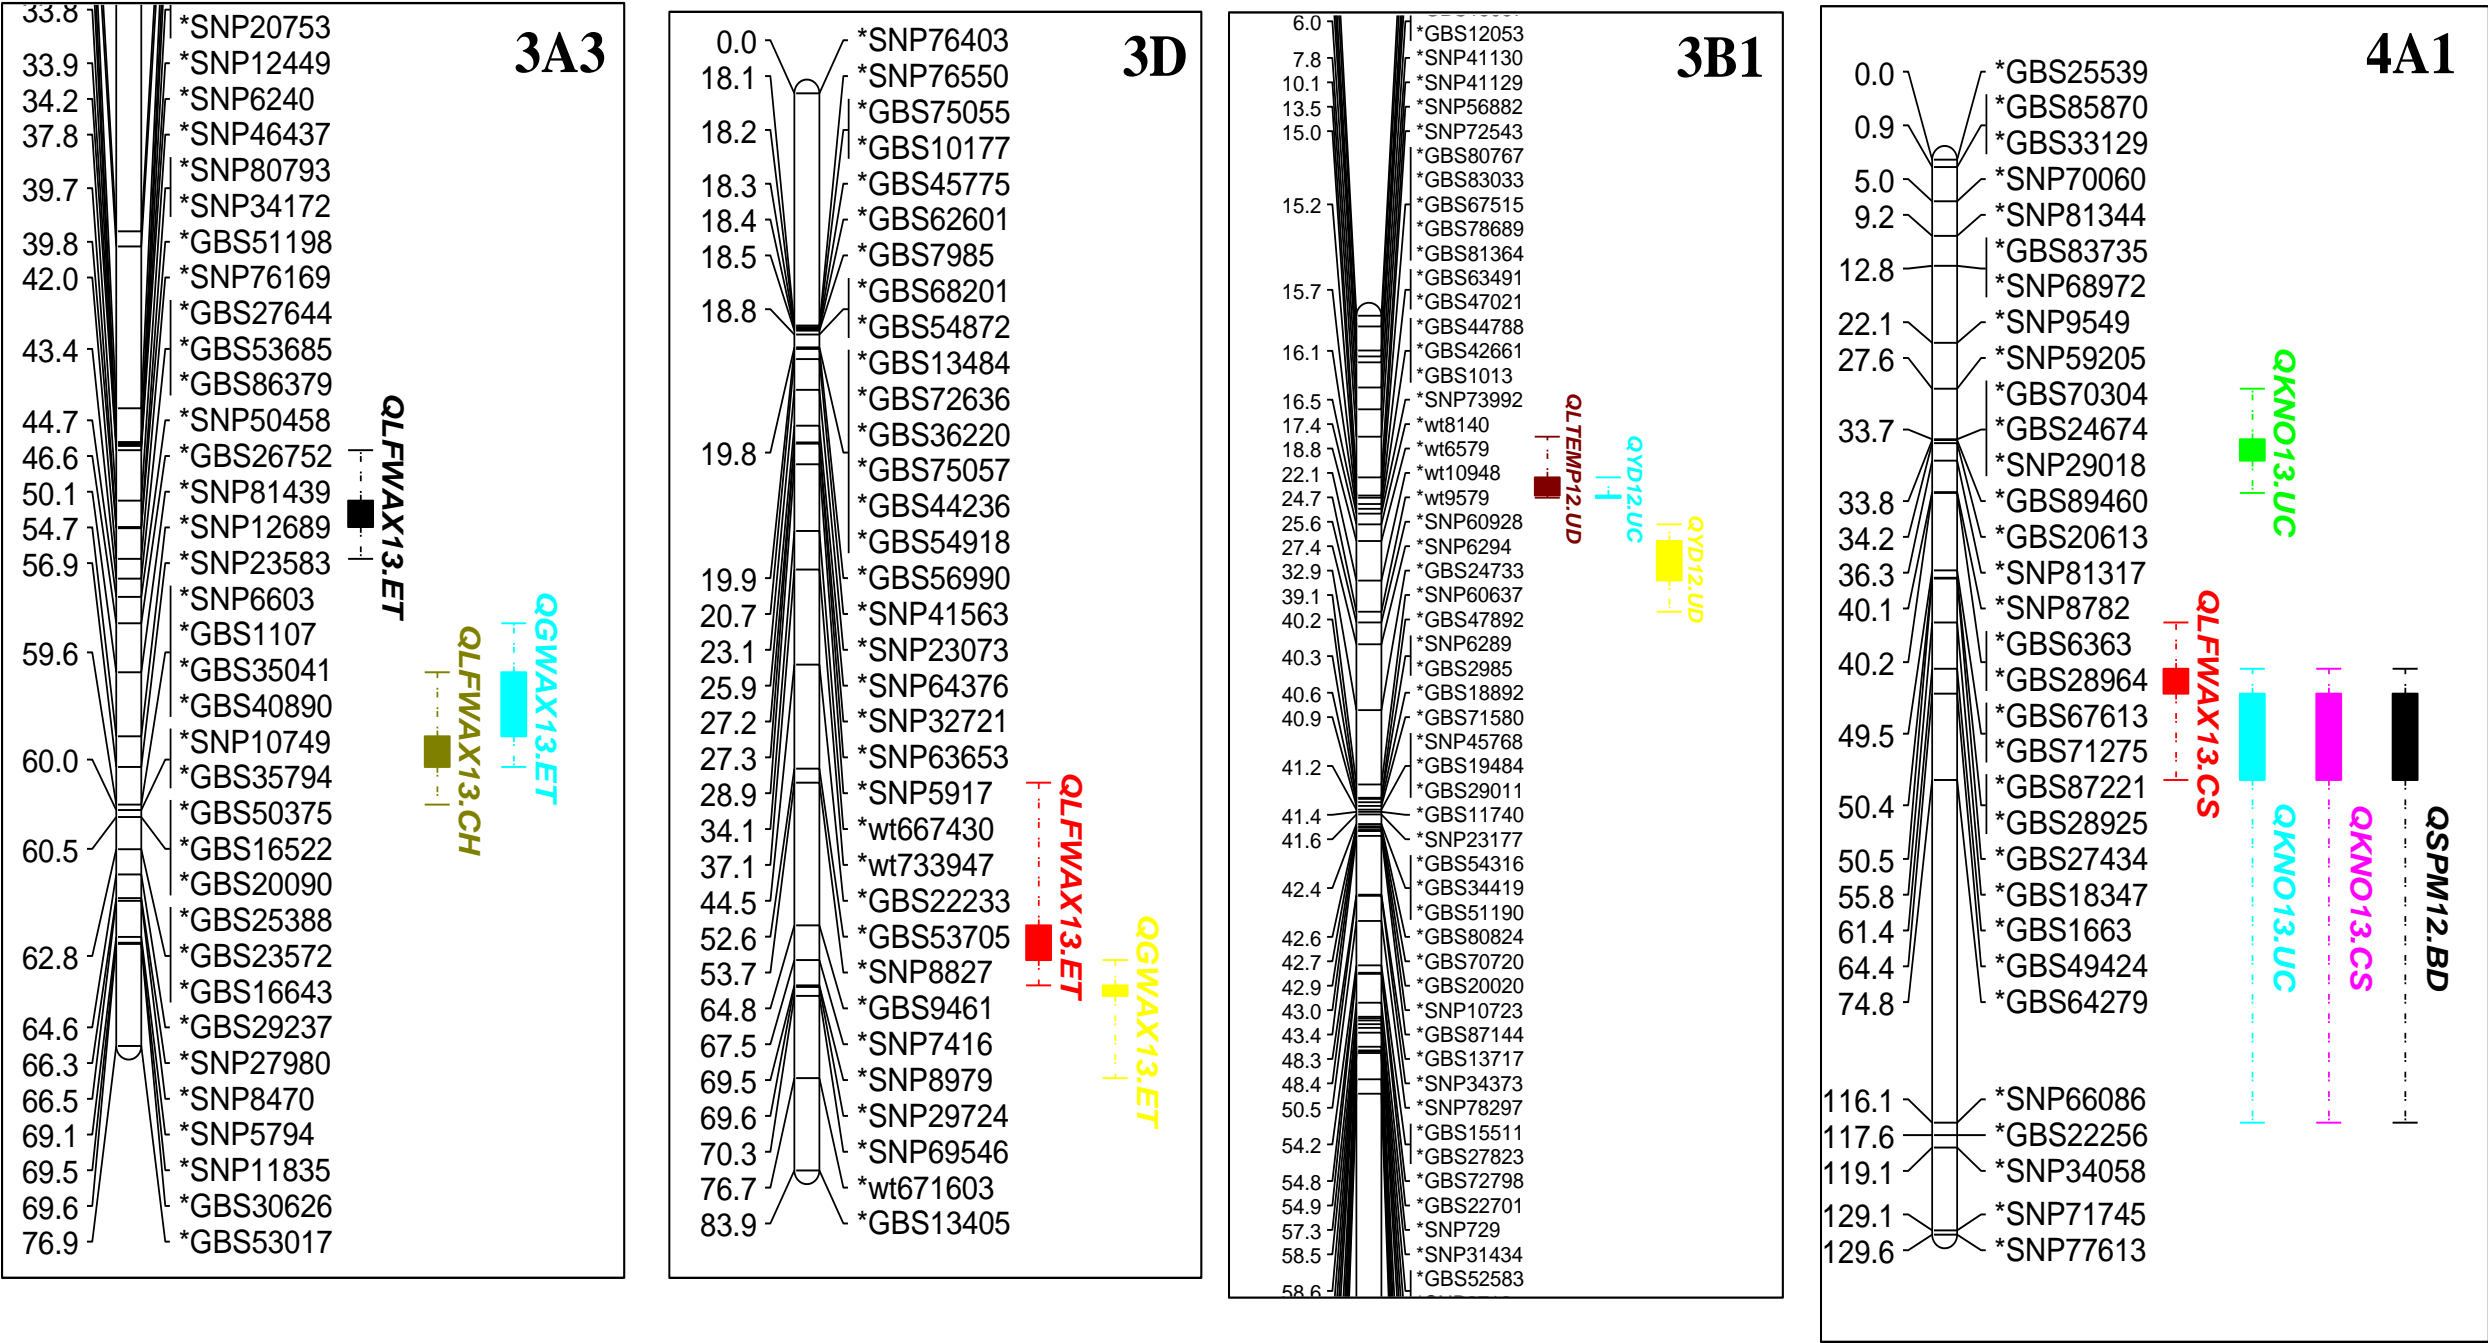 3A3
33.8
*SNP20753
33.9 *SNP12449
34.2 *SNP6240
37.8 *SNP46437
*SNP80793
39.7
*SNP34172
39.8 *GBS51198
42.0 *SNP76169
*GBS27644
43.4 *GBS53685
*GBS86379
44.7 *SNP50458
46.6 *GBS26752
50.1 *SNP81439
54.7 *SNP12689
56.9 *SNP23583
*SNP6603
*GBS1107
59.6
*GBS35041
*GBS40890
*SNP10749
60.0
*GBS35794
*GBS50375
60.5 *GBS16522
*GBS20090
*GBS25388
62.8 *GBS23572
*GBS16643
64.6 *GBS29237
66.3 *SNP27980
66.5 *SNP8470
69.1 *SNP5794
69.5 *SNP11835
69.6 *GBS30626
76.9 *GBS53017
QLFWAX13.ET
QLFWAX13.CH
QGWAX13.ET
3D
0.0 *SNP76403
18.1 *SNP76550
*GBS75055
18.2
*GBS10177
18.3 *GBS45775
18.4 *GBS62601
18.5 *GBS7985
*GBS68201
18.8
*GBS54872
*GBS13484
*GBS72636
*GBS36220
19.8
*GBS75057
*GBS44236
*GBS54918
19.9 *GBS56990
20.7 *SNP41563
23.1 *SNP23073
25.9 *SNP64376
27.2 *SNP32721
27.3 *SNP63653
28.9 *SNP5917
34.1 *wt667430
37.1 *wt733947
44.5 *GBS22233
52.6 *GBS53705
53.7 *SNP8827
64.8 *GBS9461
67.5 *SNP7416
69.5 *SNP8979
69.6 *SNP29724
70.3 *SNP69546
76.7 *wt671603
83.9 *GBS13405
QLFWAX13.ET
QGWAX13.ET
3B1
6.0
*GBS12053
7.8 *SNP41130
10.1 *SNP41129
13.5 *SNP56882
15.0 *SNP72543
*GBS80767
*GBS83033
15.2 *GBS67515
*GBS78689
*GBS81364
*GBS63491
15.7
*GBS47021
*GBS44788
16.1 *GBS42661
*GBS1013
16.5 *SNP73992
17.4 *wt8140
18.8 *wt6579
22.1 *wt10948
24.7 *wt9579
25.6 *SNP60928
27.4 *SNP6294
32.9 *GBS24733
39.1 *SNP60637
40.2 *GBS47892
*SNP6289
40.3
*GBS2985
40.6 *GBS18892
40.9 *GBS71580
*SNP45768
41.2 *GBS19484
*GBS29011
41.4 *GBS11740
41.6 *SNP23177
*GBS54316
42.4 *GBS34419
*GBS51190
42.6 *GBS80824
42.7 *GBS70720
42.9 *GBS20020
43.0 *SNP10723
43.4 *GBS87144
48.3 *GBS13717
48.4 *SNP34373
50.5 *SNP78297
*GBS15511
54.2
*GBS27823
54.8 *GBS72798
54.9 *GBS22701
57.3 *SNP729
58.5 *SNP31434
*GBS52583
58.6
QLTEMP12.UD
QYD12.UC
QYD12.UD
4A1
0.0 *GBS25539
*GBS85870
0.9
*GBS33129
5.0 *SNP70060
9.2 *SNP81344
*GBS83735
12.8
*SNP68972
22.1 *SNP9549
27.6 *SNP59205
*GBS70304
33.7 *GBS24674
*SNP29018
33.8 *GBS89460
34.2 *GBS20613
36.3 *SNP81317
40.1 *SNP8782
*GBS6363
40.2
*GBS28964
*GBS67613
49.5
*GBS71275
*GBS87221
50.4
*GBS28925
50.5 *GBS27434
55.8 *GBS18347
61.4 *GBS1663
64.4 *GBS49424
74.8 *GBS64279
116.1 *SNP66086
117.6 *GBS22256
119.1 *SNP34058
129.1 *SNP71745
129.6 *SNP77613
QKNO13.UC
QLFWAX13.CS
QKNO13.UC
QKNO13.CS
QSPM12.BD